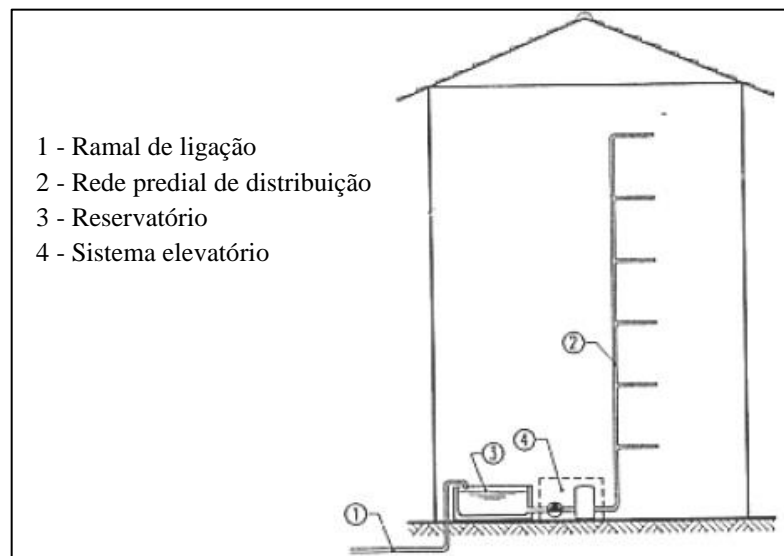 1 - Ramal de ligação
2 - Rede predial de distribuição
3 - Reservatório
4 - Sistema elevatório
2
4
3
1